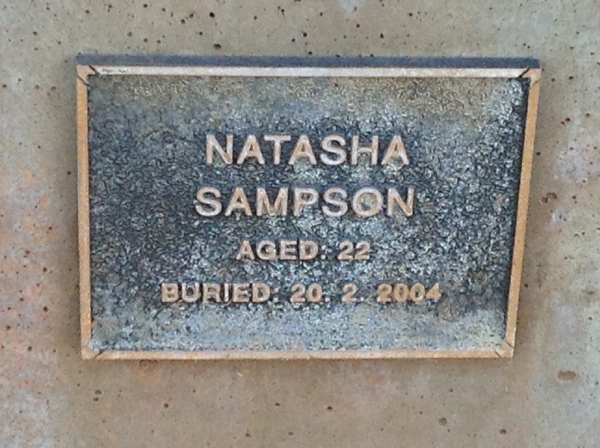 NATASHA
SAMPSON
AGED: 22
BURIED: 20. 2. 2004